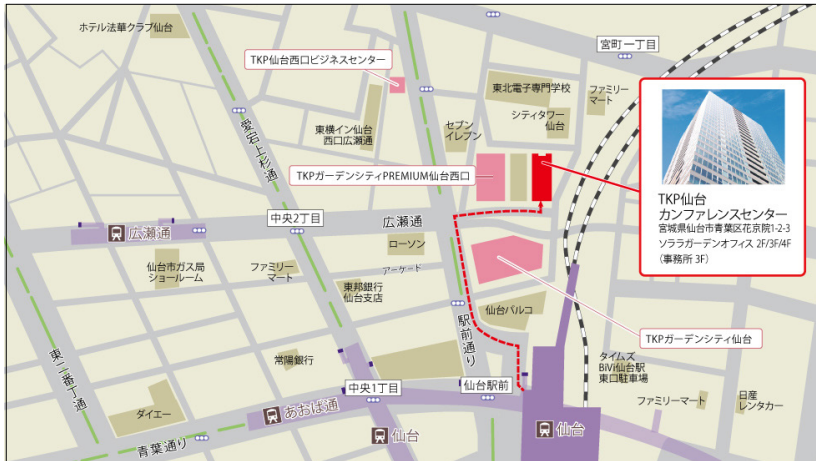 ホテル法華クラブ仙台
宮町一丁目
TKP仙台西口ビジネスセンター
東北電子専門学校
ファミリー
マート
シティタワー
仙台
セブン
イレブン
東横イン仙台
西口広瀬通
愛宕上杉通
TKPガーデンシティPREMIUM仙台西口
TKP仙台
カンファレンスセンター
宮城県仙台市青葉区花京院1-2-3
ソララガーデンオフィス 2F/3F/4F
(事務所 3F)
中央2丁目
広瀬通
広瀬通
ローソン
アーケード
仙台市ガス局
ショールーム
ファミリー
マート
東邦銀行
仙台支店
仙台パルコ
駅前通り
TKPガーデンシティ仙台
東二番丁通
常陽銀行
タイムズ
BiVi仙台駅
東口駐車場
中央1丁目
仙台駅前
ダイエー
あおば通
ファミリーマート
日産
レンタカー
青葉通り
仙台
仙台